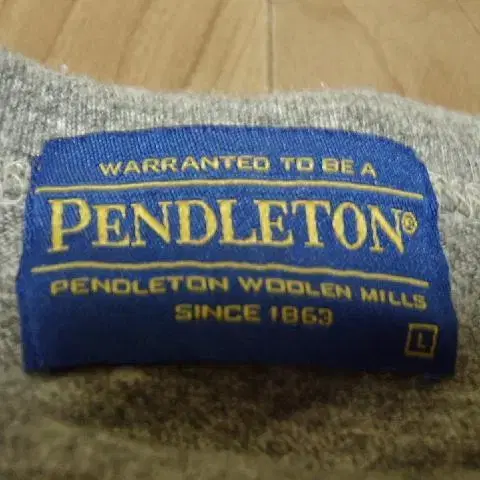 WARRANTED TO BE A
PENDLETON®
PENDLETON WOOLEN MILLS
SINCE 1863
L